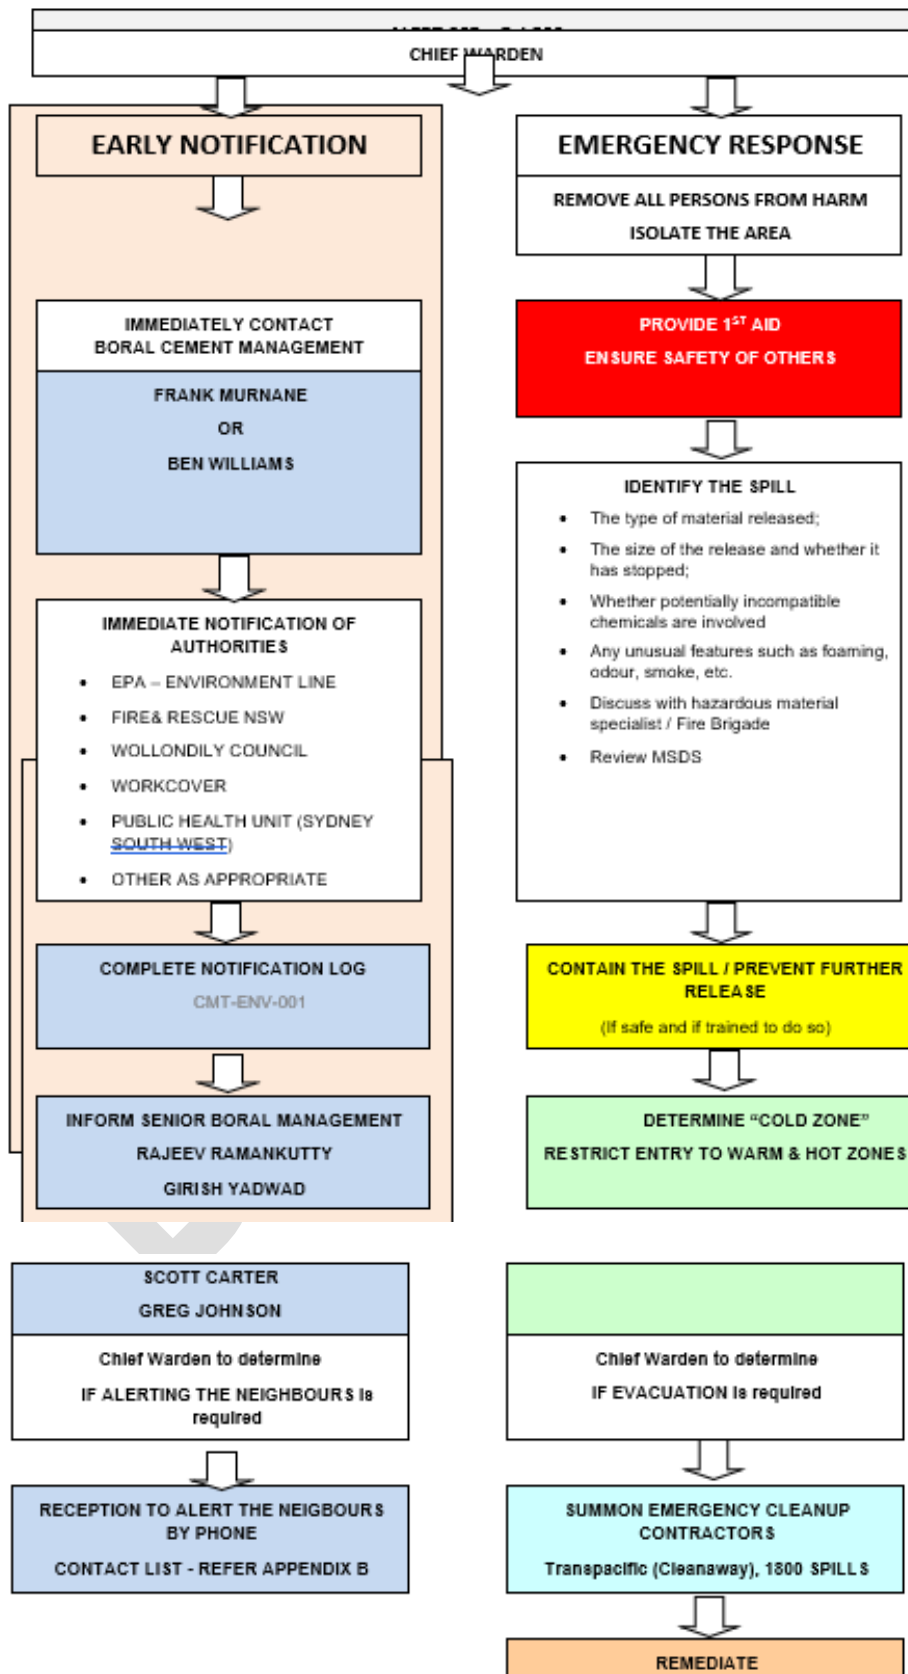 CHIEF WARDEN
EARLY NOTIFICATION
IMMEDIATELY CONTACT
BORAL CEMENT MANAGEMENT
FRANK MURNANE
OR
BEN WILLIAMS
IMMEDIATE NOTIFICATION OF
AUTHORITIES
• EPA – ENVIRONMENT LINE
• FIRE& RESCUE NSW
• WOLLONDILY COUNCIL
• WORKCOVER
• PUBLIC HEALTH UNIT (SYDNEY
SOUTH WEST)
• OTHER AS APPROPRIATE
COMPLETE NOTIFICATION LOG
CMT-ENV-001
INFORM SENIOR BORAL MANAGEMENT
RAJEEV RAMANKUTTY
GIRISH YADWAD
EMERGENCY RESPONSE
REMOVE ALL PERSONS FROM HARM
ISOLATE THE AREA
PROVIDE 1ST AID
ENSURE SAFETY OF OTHERS
IDENTIFY THE SPILL
• The type of material released;
• The size of the release and whether it
has stopped;
• Whether potentially incompatible
chemicals are involved
• Any unusual features such as foaming,
odour, smoke, etc.
• Discuss with hazardous material
specialist / Fire Brigade
• Review MSDS
CONTAIN THE SPILL / PREVENT FURTHER
RELEASE
(If safe and if trained to do so)
DETERMINE “COLD ZONE”
RESTRICT ENTRY TO WARM & HOT ZONES
SCOTT CARTER
GREG JOHNSON
Chief Warden to determine
IF ALERTING THE NEIGHBOURS is
required
RECEPTION TO ALERT THE NEIGBOURS
BY PHONE
CONTACT LIST - REFER APPENDIX B
Chief Warden to determine
IF EVACUATION is required
SUMMON EMERGENCY CLEANUP
CONTRACTORS
Transpacific (Cleanaway), 1800 SPILLS
REMEDIATE